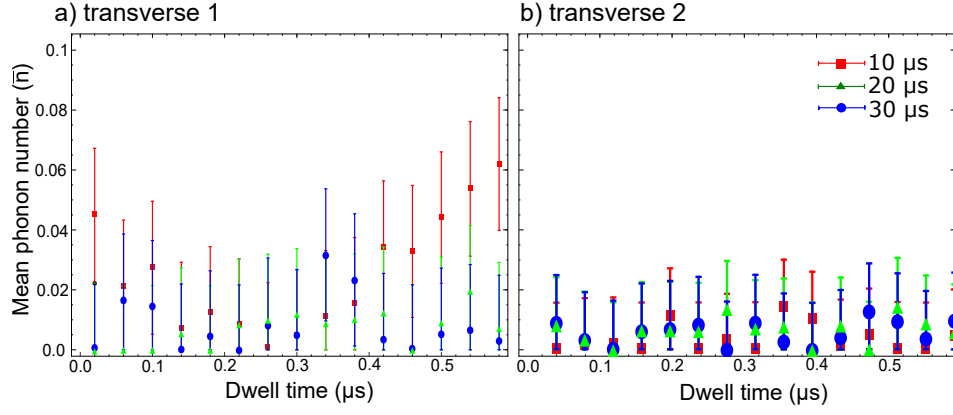 a) transverse 1
b) transverse 2
Mean phonon number (n̅)
0.1
0.08
0.06
0.04
0.02
0.0
0.0 0.1 0.2 0.3 0.4 0.5
Dwell time (μs)
10 μs
20 μs
30 μs
0.0 0.1 0.2 0.3 0.4 0.5
Dwell time (μs)